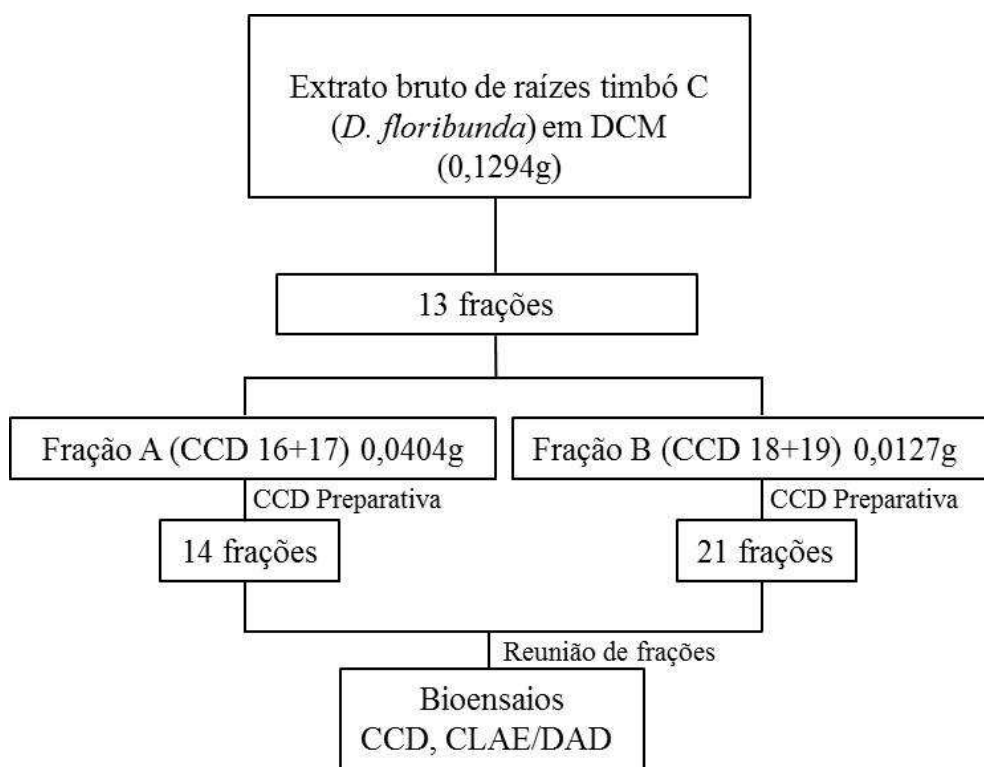 Extrato bruto de raízes timbó C
(D. floribunda) em DCM
(0,1294g)
13 frações
Fração A (CCD 16+17) 0,0404g
Fração B (CCD 18+19) 0,0127g
CCD Preparativa
CCD Preparativa
14 frações
21 frações
Reunião de frações
Bioensaios
CCD, CLAE/DAD